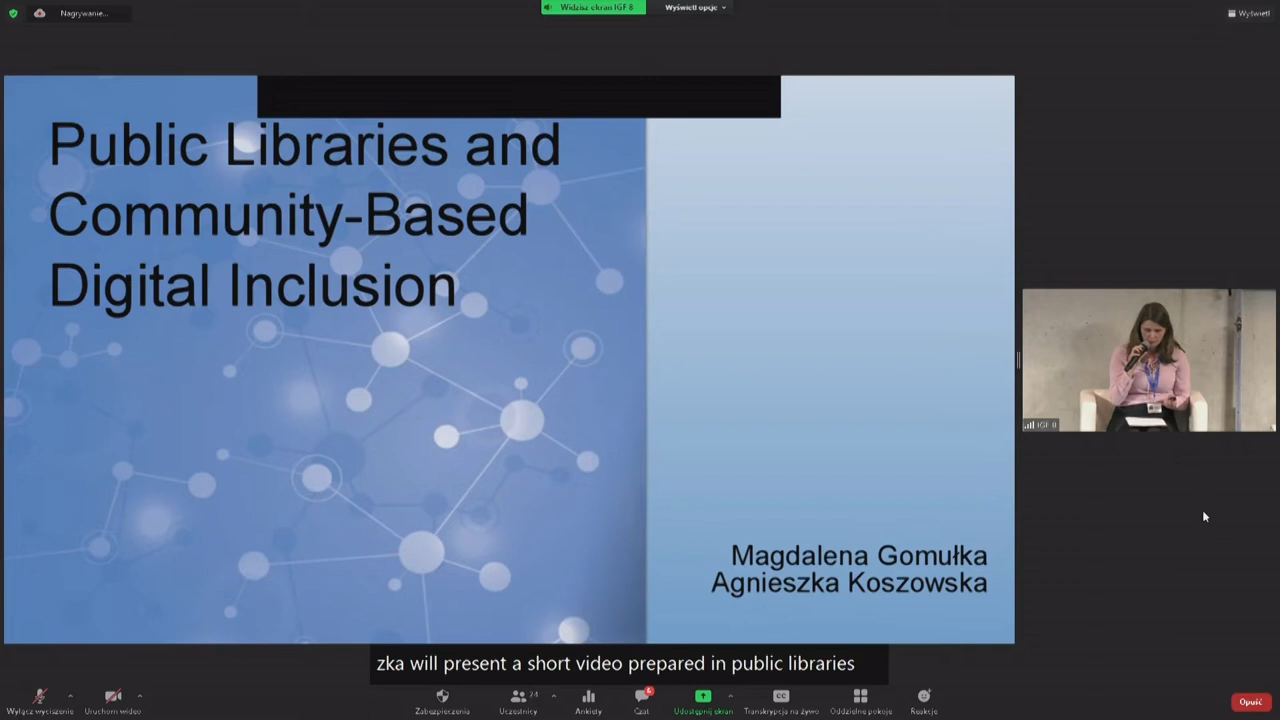 Nagrywanie...
Widzisz ekran IGF 8
Wyświetl opcje
Wyświetl
Public Libraries and
Community-Based
Digital Inclusion
Magdalena Gomułka
Agnieszka Koszowska
IGF 8
zka will present a short video prepared in public libraries
Wyłącz wyciszenie
Uruchom wideo
Zabezpieczenia
24
Uczestnicy
Ankiety
6
Czat
Udostępnij ekran
CC
Transkrypcja na żywo
Oddzielne pokoje
Reakcje
Opuść